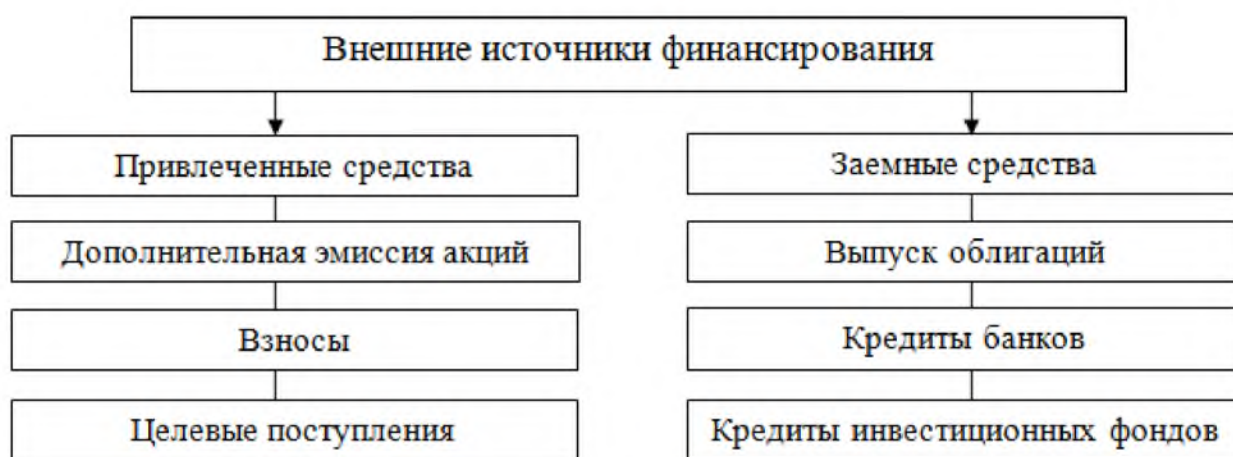 Внешние источники финансирования
Привлеченные средства
Заемные средства
Дополнительная эмиссия акций
Выпуск облигаций
Взносы
Кредиты банков
Целевые поступления
Кредиты инвестиционных фондов